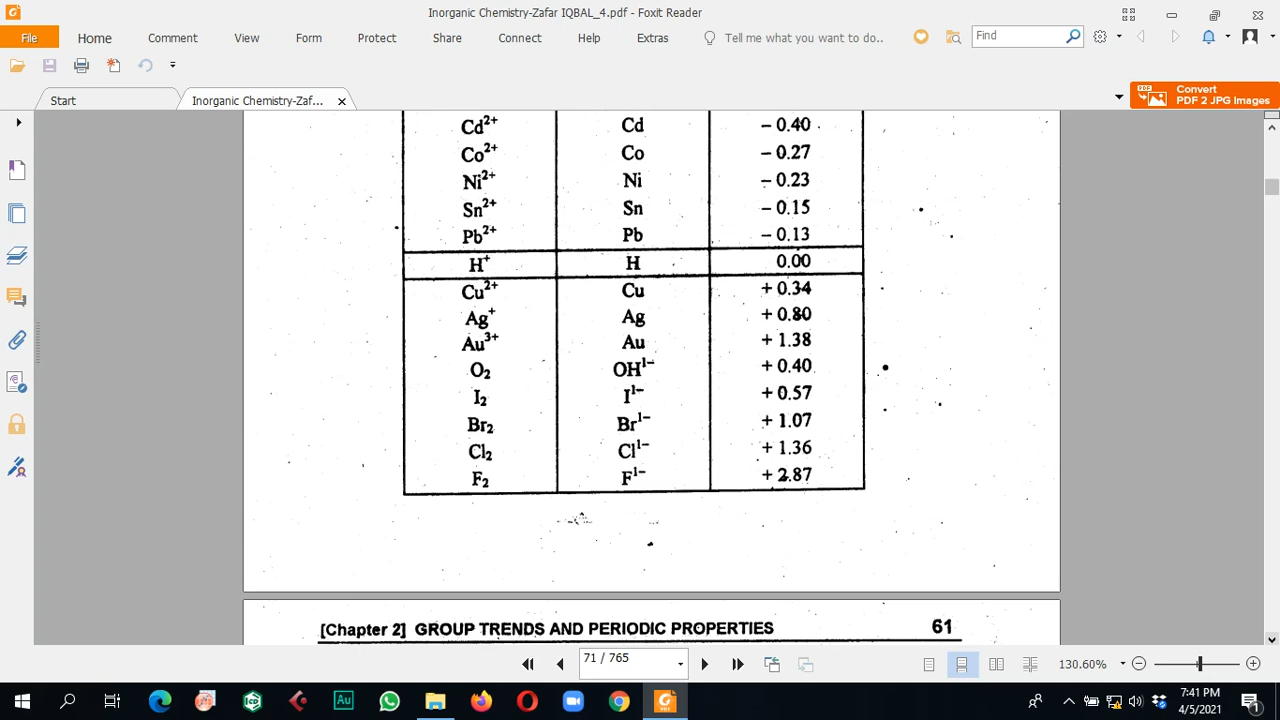 Inorganic Chemistry-Zafar IQBAL_4.pdf - Foxit Reader
File Home Comment View Form Protect Share Connect Help Extras Tell me what you want to do.. Find
Start Inorganic Chemistry-Zaf...
Convert
PDF 2 JPG Images
Cd²⁺ Cd – 0.40
Co²⁺ Co – 0.27
Ni²⁺ Ni – 0.23
Sn²⁺ Sn – 0.15
Pb²⁺ Pb – 0.13
H⁺ H 0.00
Cu²⁺ Cu + 0.34
Ag⁺ Ag + 0.80
Au³⁺ Au + 1.38
O₂ OH¹⁻ + 0.40
I₂ I¹⁻ + 0.57
Br₂ Br¹⁻ + 1.07
Cl₂ Cl¹⁻ + 1.36
F₂ F¹⁻ + 2.87
[Chapter 2] GROUP TRENDS AND PERIODIC PROPERTIES 61
71 / 765 130.60%
Au
7:41 PM
4/5/2021